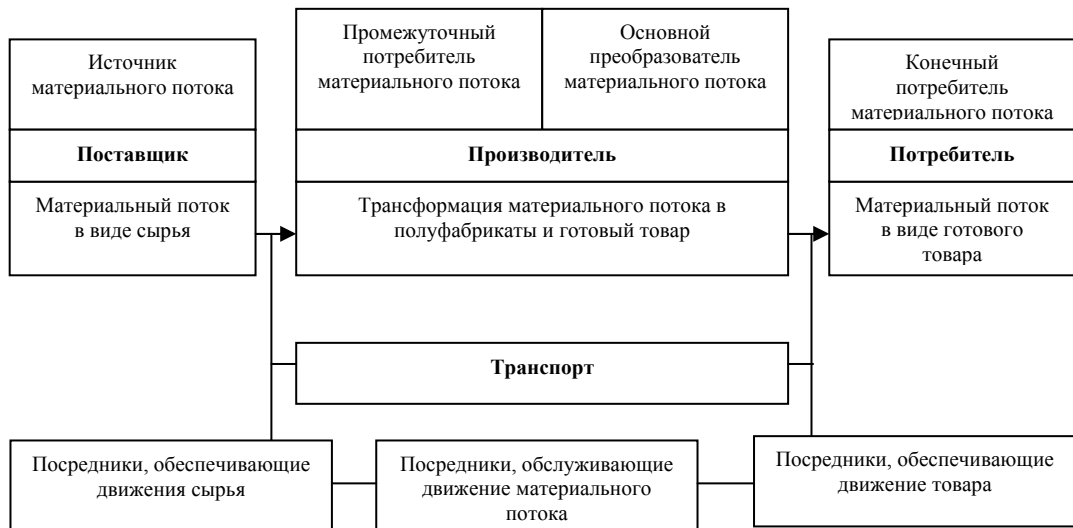 Источник
материального потока
Промежуточный
потребитель
материального потока
Основной
преобразователь
материального потока
Конечный
потребитель
материального потока
Поставщик
Производитель
Потребитель
Материальный поток
в виде сырья
Трансформация материального потока в
полуфабрикаты и готовый товар
Материальный поток
в виде готового
товара
Транспорт
Посредники, обеспечивающие
движения сырья
Посредники, обслуживающие
движение материального
потока
Посредники, обеспечивающие
движение товара